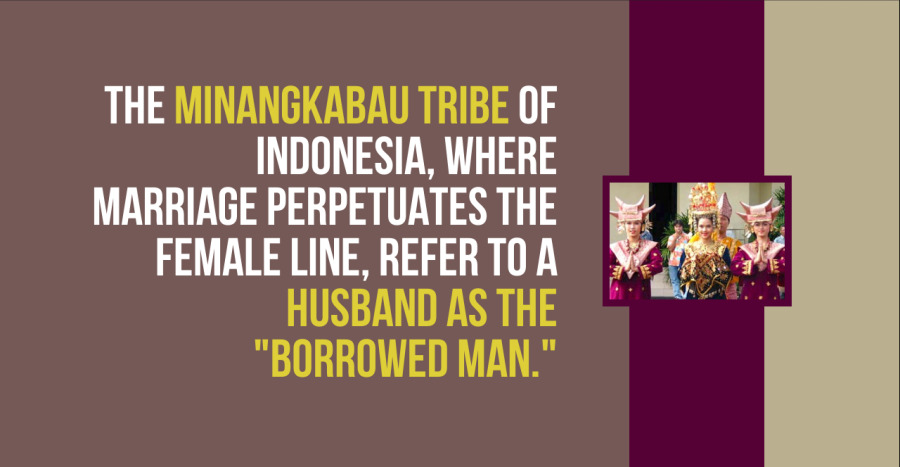 THE MINANGKABAU TRIBE OF
INDONESIA, WHERE
MARRIAGE PERPETUATES THE
FEMALE LINE, REFER TO A
HUSBAND AS THE
"BORROWED MAN."